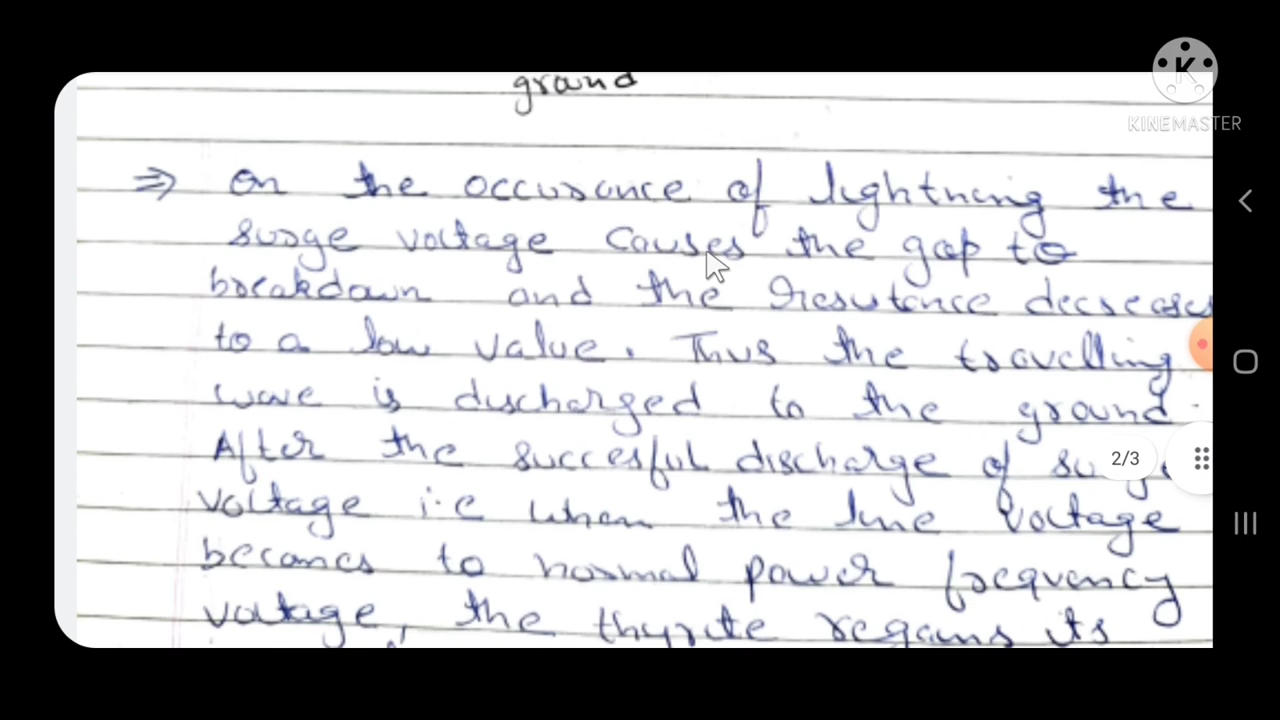 ground
KINEMASTER
⇒ On the occurance of lightning the
surge voltage causes the gap to
breakdown and the resistance decreases
to a low value. Thus the travelling
wave is discharged to the ground.
After the succesful discharge of surge
2/3
voltage i.e when the line voltage
becomes to normal power frequency
voltage, the thyrite regains its